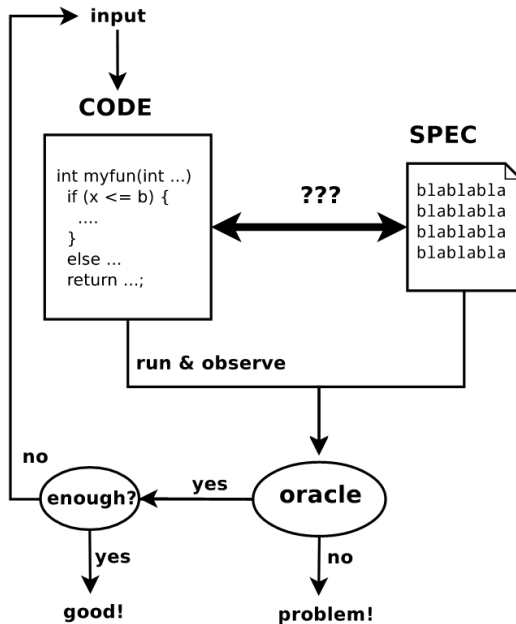 input
CODE
SPEC
int myfun(int ...)
if (x <= b) {
....
}
else ...
return ...;
???
blablabla
blablabla
blablabla
blablabla
run & observe
no
enough?
yes
oracle
yes
no
good!
problem!